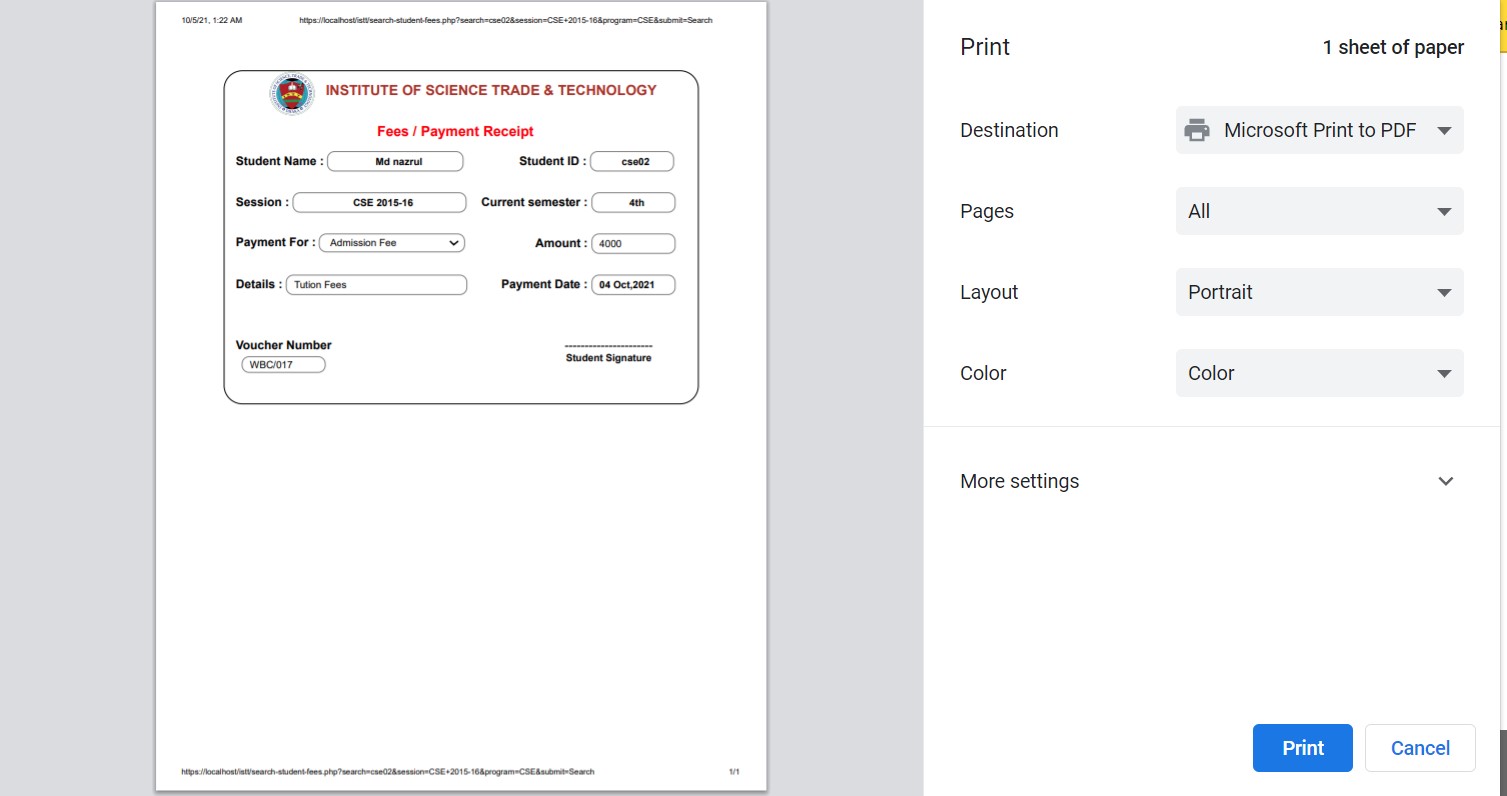 10/5/21, 1:22 AM https://localhost/istt/search-student-fees.php?search=cse02&session=CSE+2015-16&program=CSE&submit=Search
INSTITUTE OF SCIENCE TRADE & TECHNOLOGY
Fees / Payment Receipt
Student Name : Md nazrul Student ID : cse02
Session : CSE 2015-16 Current semester : 4th
Payment For : Admission Fee Amount : 4000
Details : Tution Fees Payment Date : 04 Oct,2021
Voucher Number
WBC/017
----------------------
Student Signature
https://localhost/istt/search-student-fees.php?search=cse02&session=CSE+2015-16&program=CSE&submit=Search 1/1
Print 1 sheet of paper
Destination Microsoft Print to PDF
Pages All
Layout Portrait
Color Color
More settings
Print Cancel